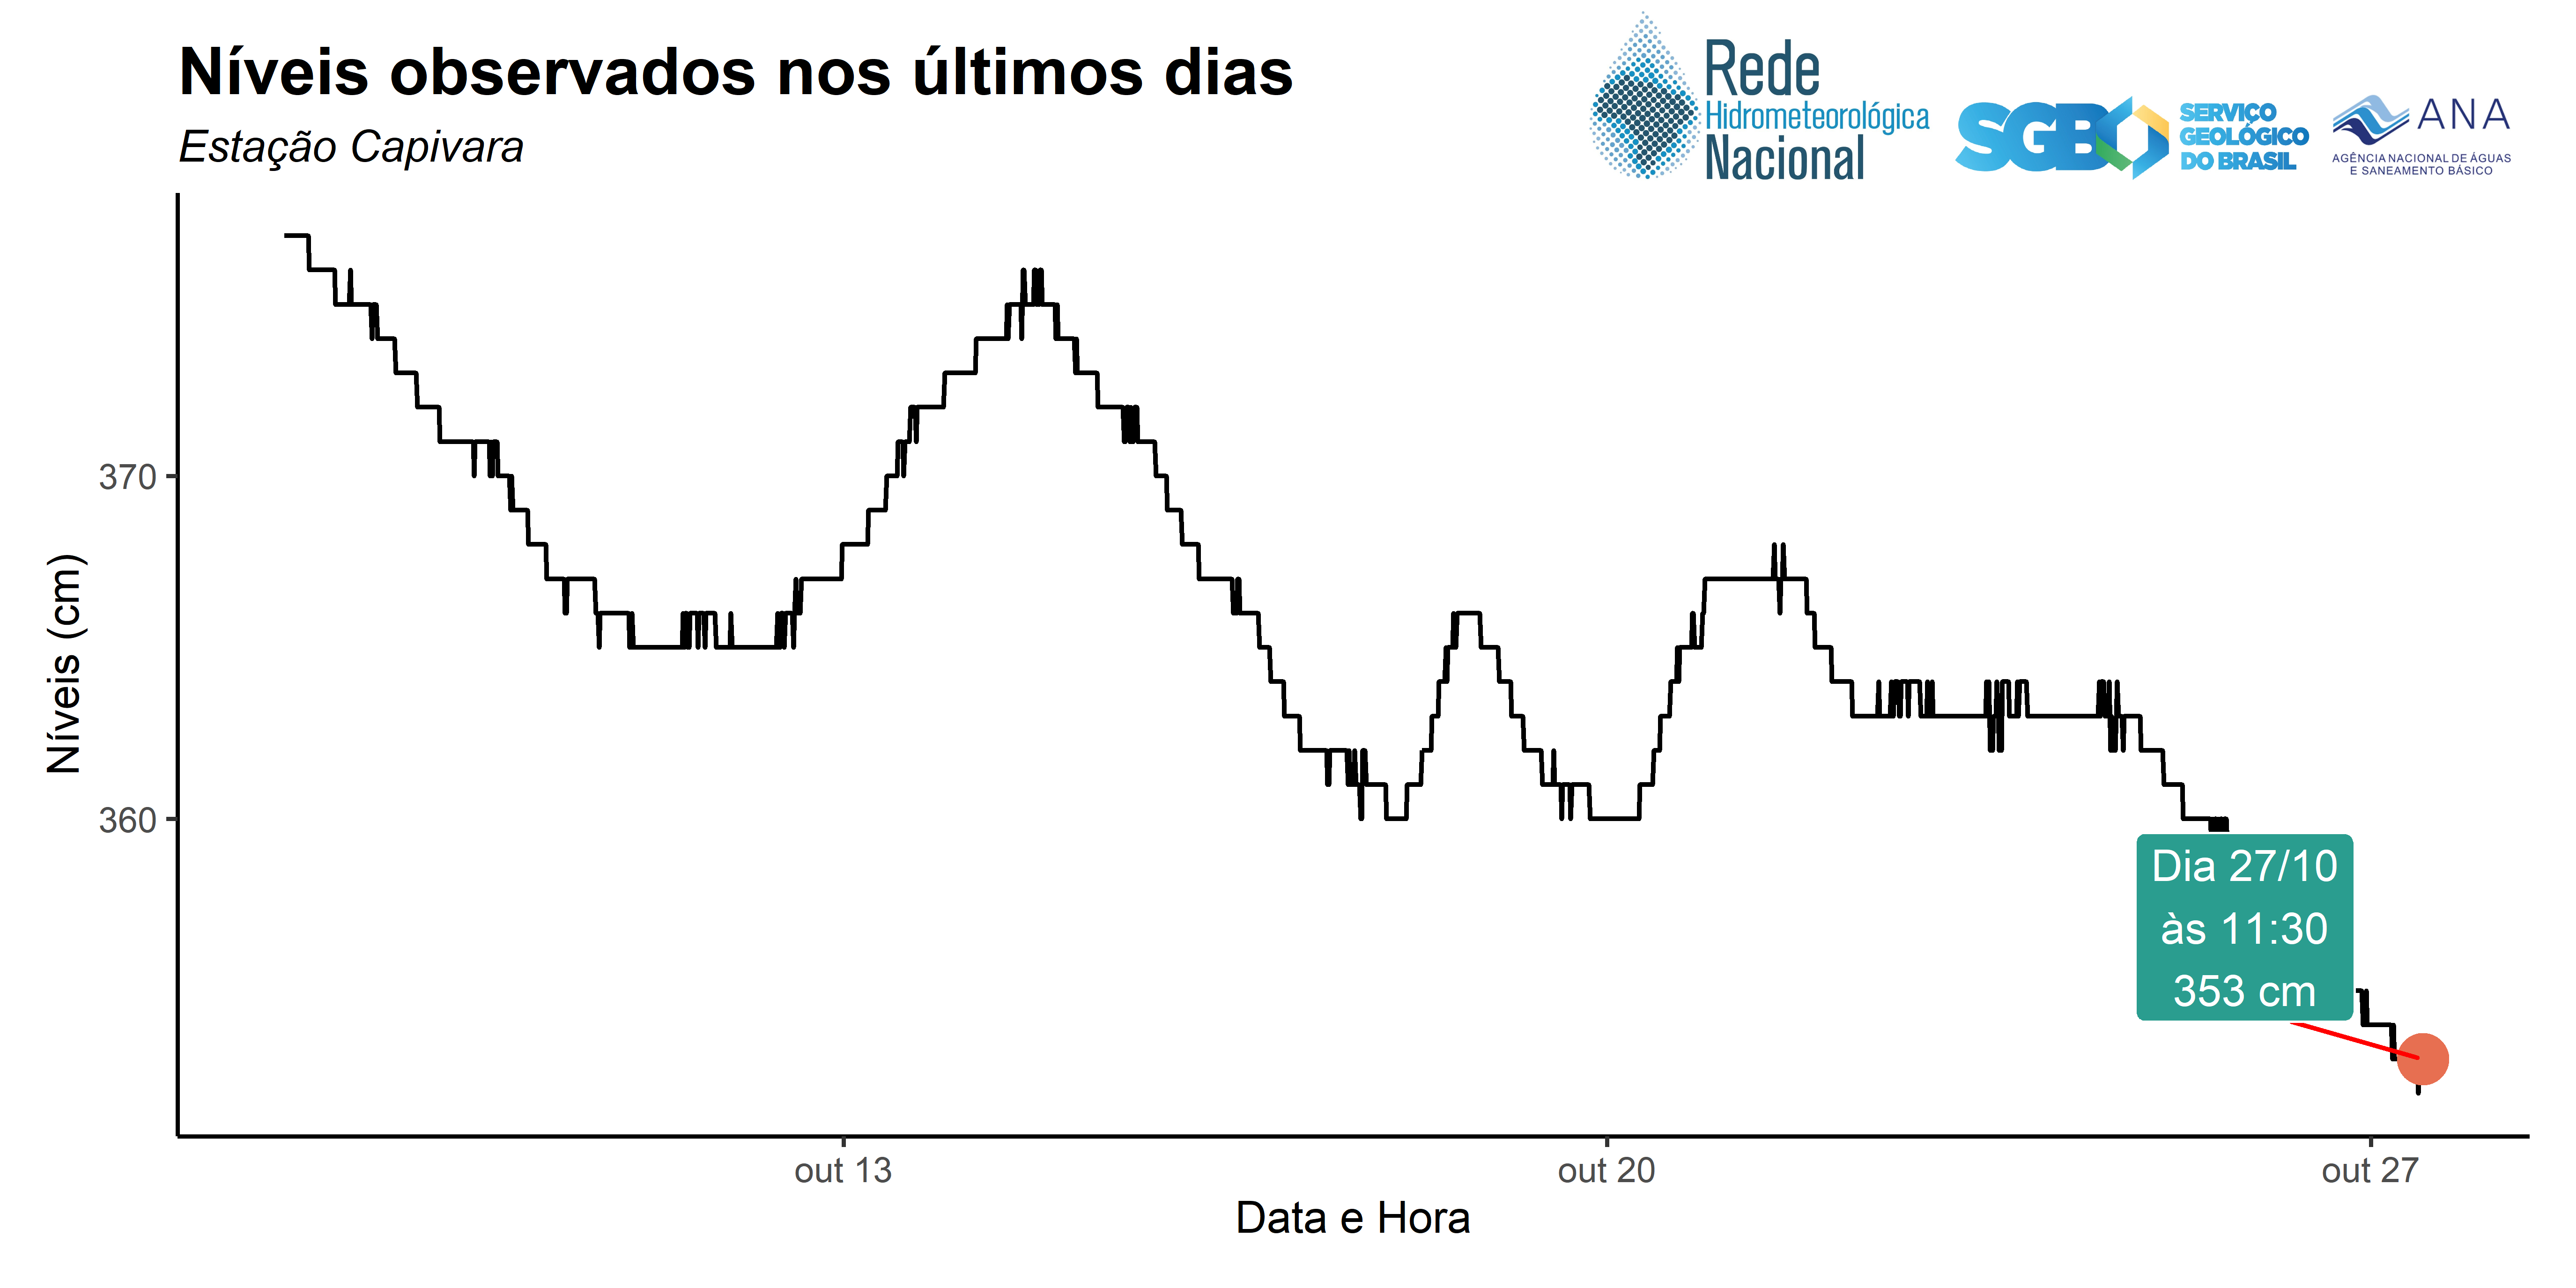 Níveis observados nos últimos dias
Estação Capivara
Rede
Hidrometeorológica
Nacional
SGB
SERVIÇO
GEOLÓGICO
DO BRASIL
ANA
AGÊNCIA NACIONAL DE ÁGUAS
E SANEAMENTO BÁSICO
Níveis (cm)
370
360
Dia 27/10
às 11:30
353 cm
out 13
out 20
out 27
Data e Hora